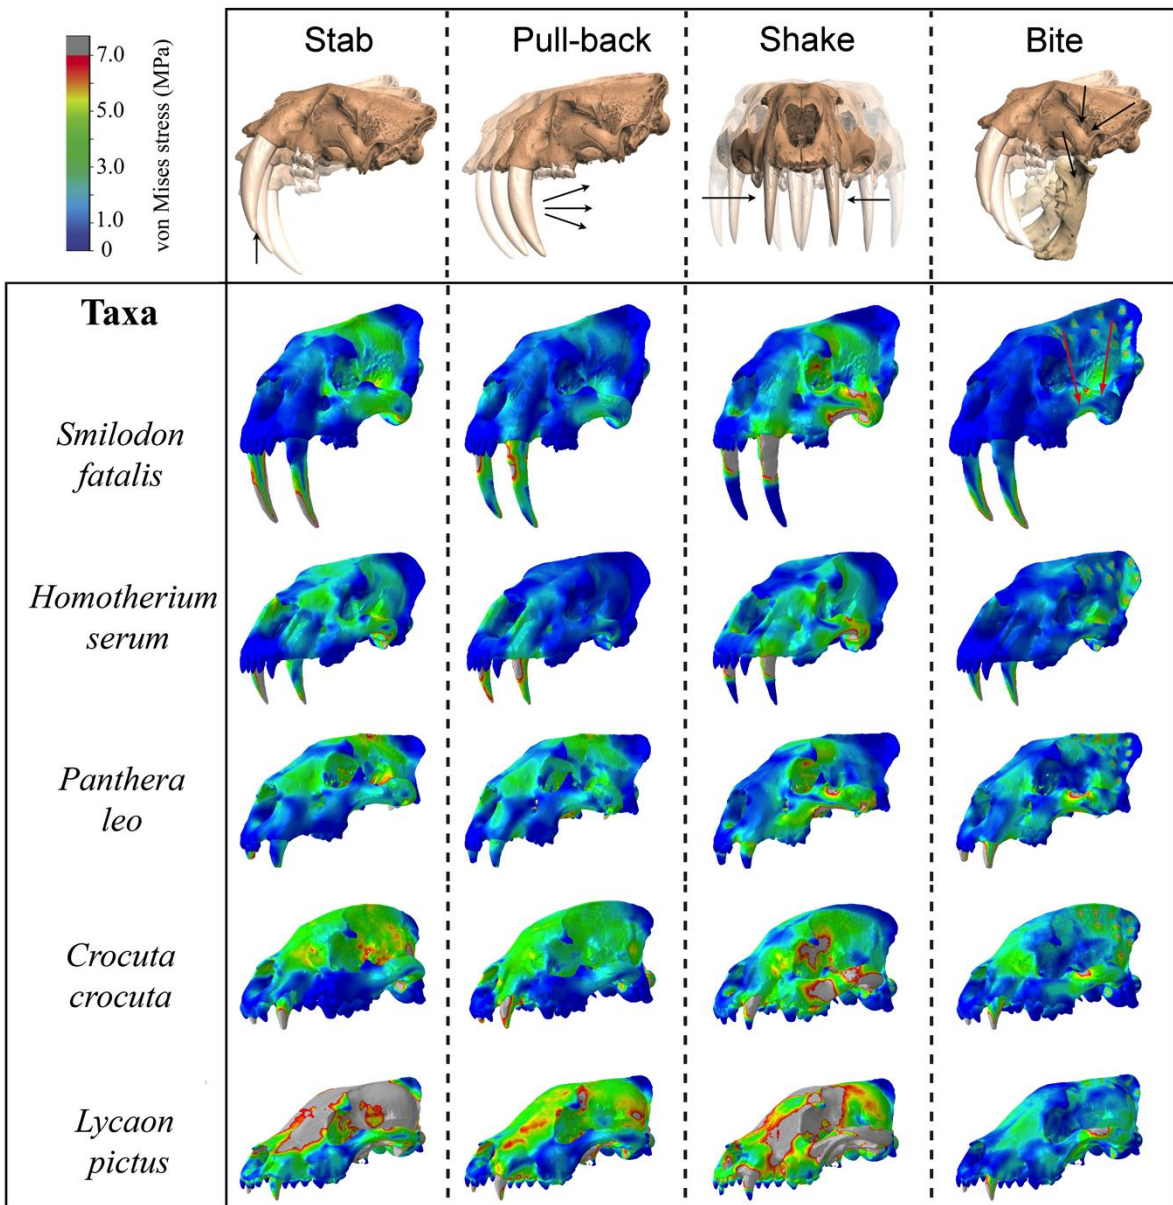 Stab
Pull-back
Shake
Bite
7.0
5.0
3.0
1.0
0
von Mises stress (MPa)
Taxa
Smilodon
fatalis
Homotherium
serum
Panthera
leo
Crocuta
crocuta
Lycaon
pictus